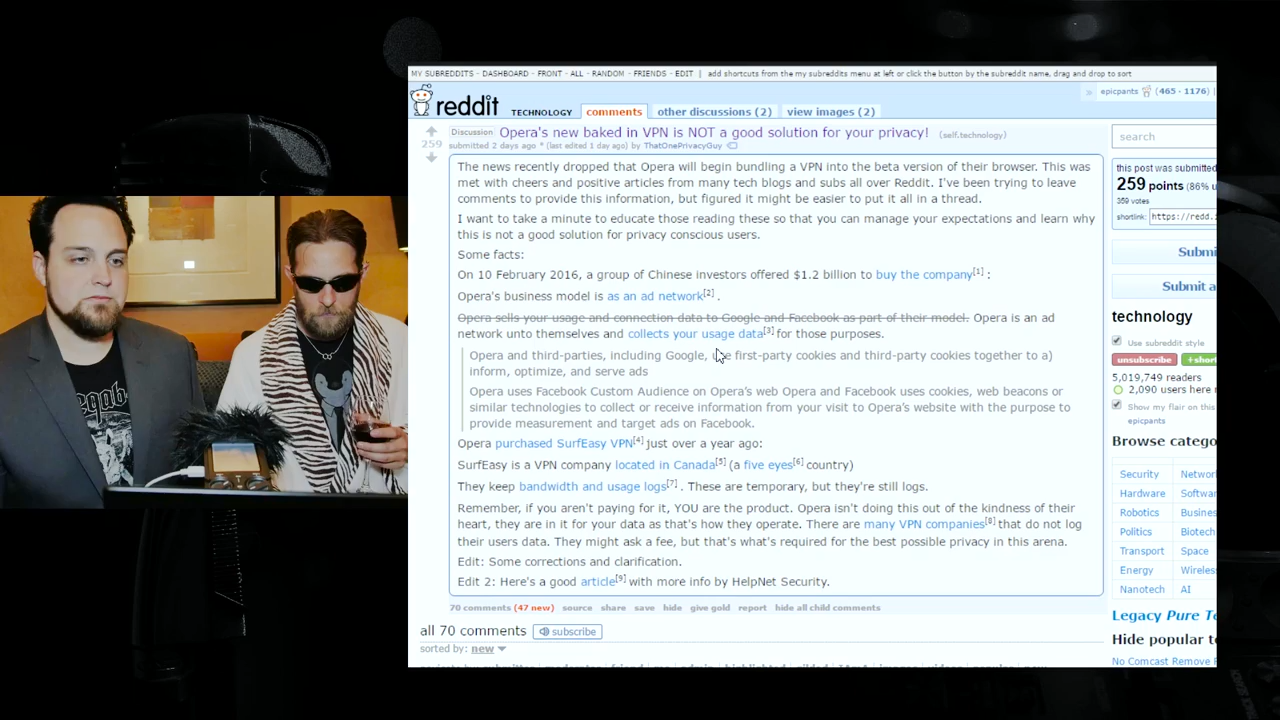 MY SUBREDDITS - DASHBOARD - FRONT - ALL - RANDOM - FRIENDS - EDIT | add shortcuts from the my subreddits menu at left or click the button by the subreddit name, drag and drop to sort
reddit TECHNOLOGY comments other discussions (2) view images (2)
» epicpants (465 · 1176) |
Discussion Opera's new baked in VPN is NOT a good solution for your privacy! (self.technology)
259 submitted 2 days ago * (last edited 1 day ago) by ThatOnePrivacyGuy
The news recently dropped that Opera will begin bundling a VPN into the beta version of their browser. This was
met with cheers and positive articles from many tech blogs and subs all over Reddit. I've been trying to leave
comments to provide this information, but figured it might be easier to put it all in a thread.
I want to take a minute to educate those reading these so that you can manage your expectations and learn why
this is not a good solution for privacy conscious users.
Some facts:
On 10 February 2016, a group of Chinese investors offered $1.2 billion to buy the company[1] :
Opera's business model is as an ad network[2] .
Opera sells your usage and connection data to Google and Facebook as part of their model. Opera is an ad
network unto themselves and collects your usage data[3] for those purposes.
Opera and third-parties, including Google, first-party cookies and third-party cookies together to a)
inform, optimize, and serve ads
Opera uses Facebook Custom Audience on Opera's web Opera and Facebook uses cookies, web beacons or
similar technologies to collect or receive information from your visit to Opera's website with the purpose to
provide measurement and target ads on Facebook.
Opera purchased SurfEasy VPN[4] just over a year ago:
SurfEasy is a VPN company located in Canada[5] (a five eyes[6] country)
They keep bandwidth and usage logs[7] . These are temporary, but they're still logs.
Remember, if you aren't paying for it, YOU are the product. Opera isn't doing this out of the kindness of their
heart, they are in it for your data as that's how they operate. There are many VPN companies[8] that do not log
their users data. They might ask a fee, but that's what's required for the best possible privacy in this arena.
Edit: Some corrections and clarification.
Edit 2: Here's a good article[9] with more info by HelpNet Security.
70 comments (47 new) source share save hide give gold report hide all child comments
all 70 comments subscribe
sorted by: new
search
this post was submitted
259 points (86% u
359 votes
shortlink: https://redd.
Submi
Submit a
technology
Use subreddit style
unsubscribe +short
5,019,749 readers
2,090 users here
Show my flair on this
epicpants
Browse catego
Security Networ
Hardware Softwa
Robotics Busines
Politics Biotech
Transport Space
Energy Wireles
Nanotech AI
Legacy Pure Te
Hide popular to
No Comcast Remove F